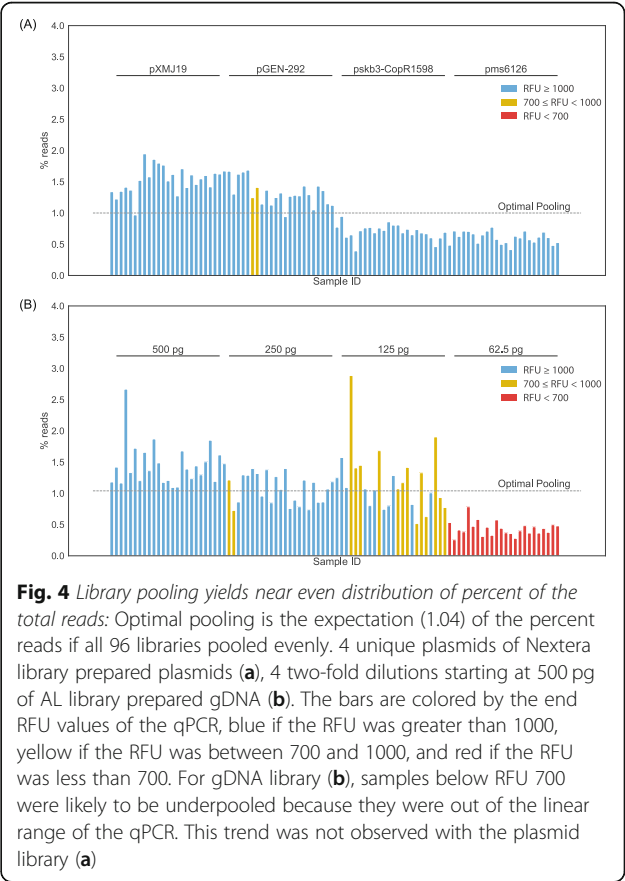 (A)
4.0
3.5
3.0
2.5
2.0
1.5
1.0
0.5
0.0
% reads
pXMJ19
pGEN-292
pskb3-CopR1598
pms6126
RFU ≥ 1000
700 ≤ RFU < 1000
RFU < 700
Optimal Pooling
Sample ID
(B)
4.0
3.5
3.0
2.5
2.0
1.5
1.0
0.5
0.0
% reads
500 pg
250 pg
125 pg
62.5 pg
RFU ≥ 1000
700 ≤ RFU < 1000
RFU < 700
Optimal Pooling
Sample ID
Fig. 4 Library pooling yields near even distribution of percent of the
total reads: Optimal pooling is the expectation (1.04) of the percent
reads if all 96 libraries pooled evenly. 4 unique plasmids of Nextera
library prepared plasmids (a), 4 two-fold dilutions starting at 500 pg
of AL library prepared gDNA (b). The bars are colored by the end
RFU values of the qPCR, blue if the RFU was greater than 1000,
yellow if the RFU was between 700 and 1000, and red if the RFU
was less than 700. For gDNA library (b), samples below RFU 700
were likely to be underpooled because they were out of the linear
range of the qPCR. This trend was not observed with the plasmid
library (a)